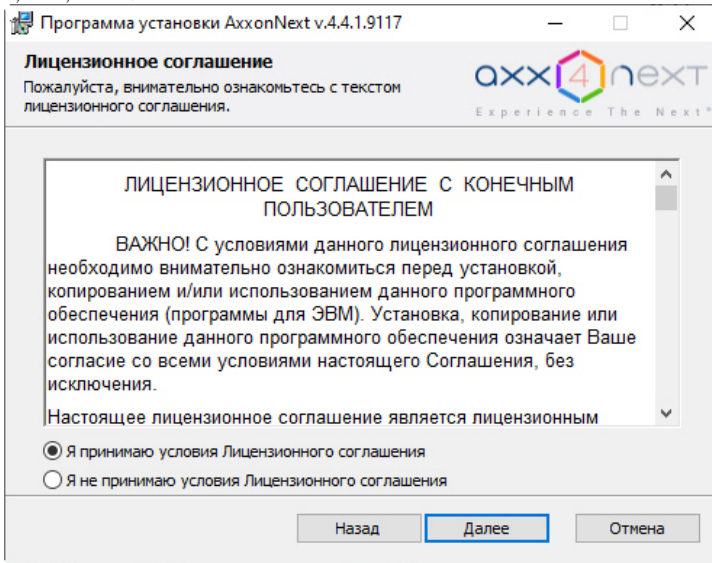 Программа установки AxxonNext v.4.4.1.9117
Лицензионное соглашение
Пожалуйста, внимательно ознакомьтесь с текстом
лицензионного соглашения.
axx4next
Experience The Next®
ЛИЦЕНЗИОННОЕ СОГЛАШЕНИЕ С КОНЕЧНЫМ
ПОЛЬЗОВАТЕЛЕМ
ВАЖНО! С условиями данного лицензионного соглашения
необходимо внимательно ознакомиться перед установкой,
копированием и/или использованием данного программного
обеспечения (программы для ЭВМ). Установка, копирование или
использование данного программного обеспечения означает Ваше
согласие со всеми условиями настоящего Соглашения, без
исключения.
Настоящее лицензионное соглашение является лицензионным
Я принимаю условия Лицензионного соглашения
Я не принимаю условия Лицензионного соглашения
Назад
Далее
Отмена